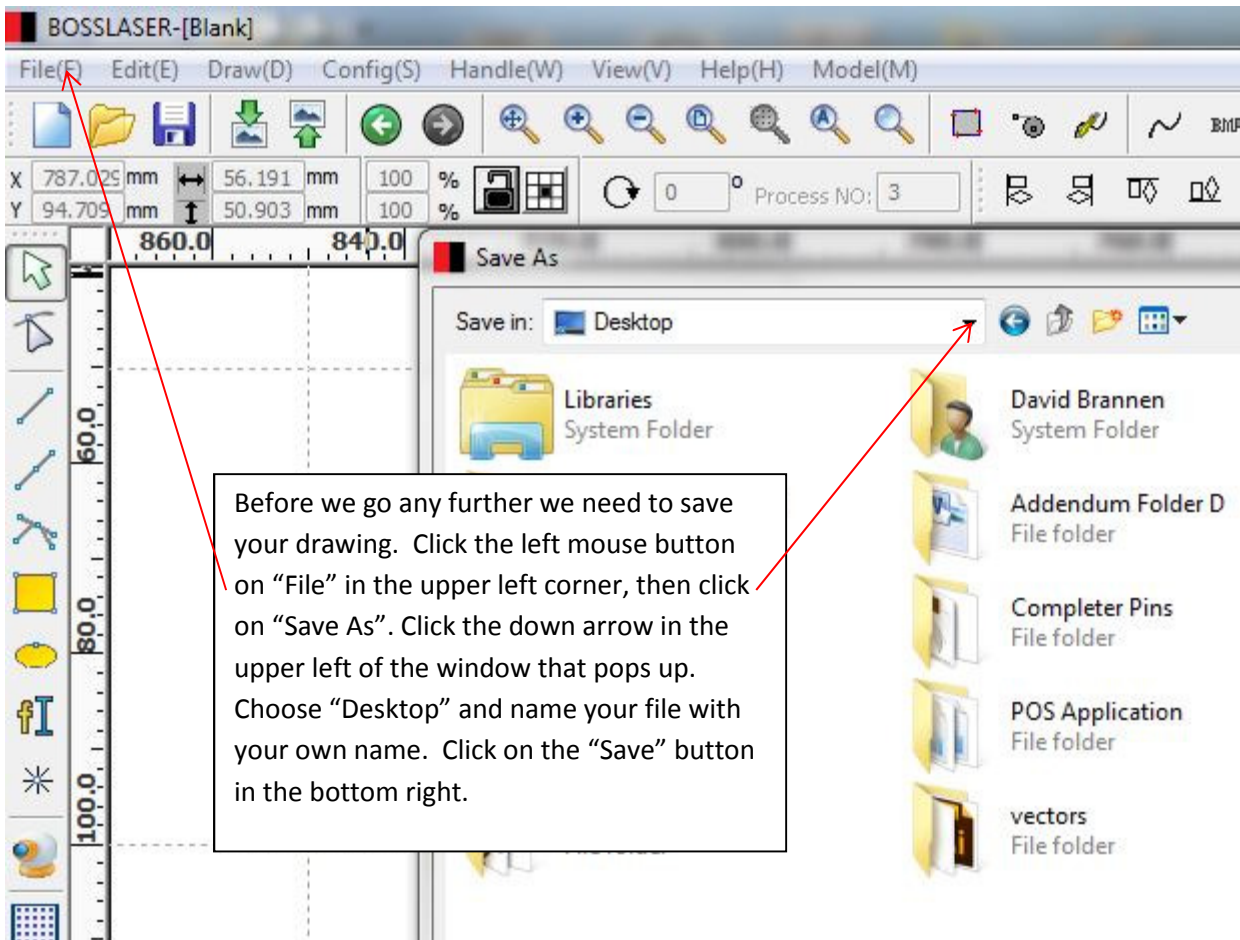 BOSSLASER-[Blank]
File(F) Edit(E) Draw(D) Config(S) Handle(W) View(V) Help(H) Model(M)
BMP
X 787.029 mm 56.191 mm 100 %
Y 94.709 mm 50.903 mm 100 %
0 ° Process NO: 3
860.0 840.0
60.0
80.0
100.0
Save As
Save in: Desktop
Libraries
System Folder
David Brannen
System Folder
Addendum Folder D
File folder
Completer Pins
File folder
POS Application
File folder
vectors
File folder
Before we go any further we need to save
your drawing.  Click the left mouse button
on “File” in the upper left corner, then click
on “Save As”. Click the down arrow in the
upper left of the window that pops up.
Choose “Desktop” and name your file with
your own name.  Click on the “Save” button
in the bottom right.